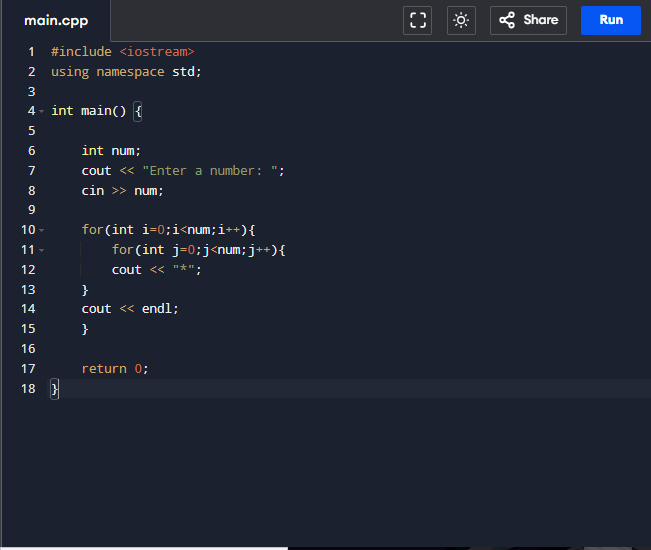 main.cpp Share Run
1 #include <iostream>
2 using namespace std;
3
4 int main() {
5
6     int num;
7     cout << "Enter a number: ";
8     cin >> num;
9
10     for(int i=0;i<num;i++){
11         for(int j=0;j<num;j++){
12         cout << "*";
13     }
14     cout << endl;
15     }
16
17     return 0;
18 }